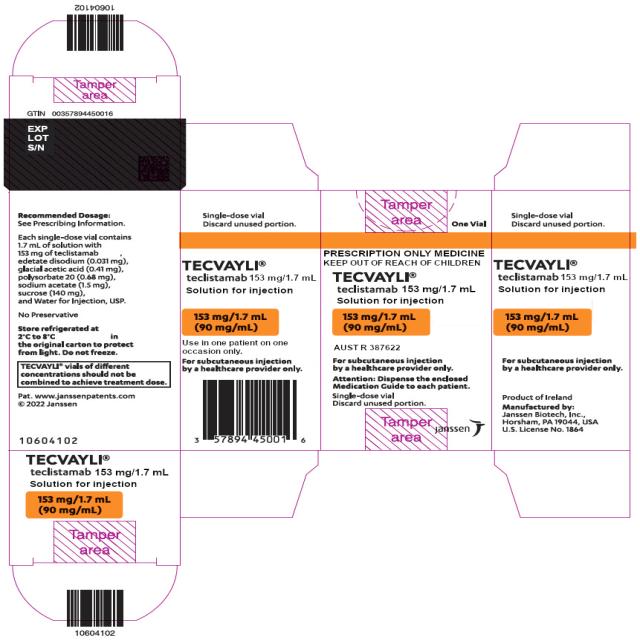 10604102
Tamper
area
GTIN 00357894450016
EXP
LOT
S/N
Recommended Dosage:
See Prescribing Information.
Each single-dose vial contains
1.7 mL of solution with
153 mg of teclistamab ,
edetate disodium (0.031 mg),
glacial acetic acid (0.41 mg),
polysorbate 20 (0.68 mg),
sodium acetate (1.5 mg),
sucrose (140 mg),
and Water for Injection, USP.
No Preservative
Store refrigerated at
2°C to 8°C in
the original carton to protect
from light. Do not freeze.
TECVAYLI® vials of different
concentrations should not be
combined to achieve treatment dose.
Pat. www.janssenpatents.com
© 2022 Janssen
10604102
Single-dose vial
Discard unused portion.
TECVAYLI®
teclistamab 153 mg/1.7 mL
Solution for injection
153 mg/1.7 mL
(90 mg/mL)
Use in one patient on one
occasion only.
For subcutaneous injection
by a healthcare provider only.
3 57894 45001 6
Tamper
area
One Vial
PRESCRIPTION ONLY MEDICINE
KEEP OUT OF REACH OF CHILDREN
TECVAYLI®
teclistamab 153 mg/1.7 mL
Solution for injection
153 mg/1.7 mL
(90 mg/mL)
AUST R 387622
For subcutaneous injection
by a healthcare provider only.
Attention: Dispense the enclosed
Medication Guide to each patient.
Single-dose vial
Discard unused portion.
Tamper
area
janssen
Single-dose vial
Discard unused portion.
TECVAYLI®
teclistamab 153 mg/1.7 mL
Solution for injection
153 mg/1.7 mL
(90 mg/mL)
For subcutaneous injection
by a healthcare provider only.
Product of Ireland
Manufactured by:
Janssen Biotech, Inc.,
Horsham, PA 19044, USA
U.S. License No. 1864
TECVAYLI®
teclistamab 153 mg/1.7 mL
Solution for injection
153 mg/1.7 mL
(90 mg/mL)
Tamper
area
10604102